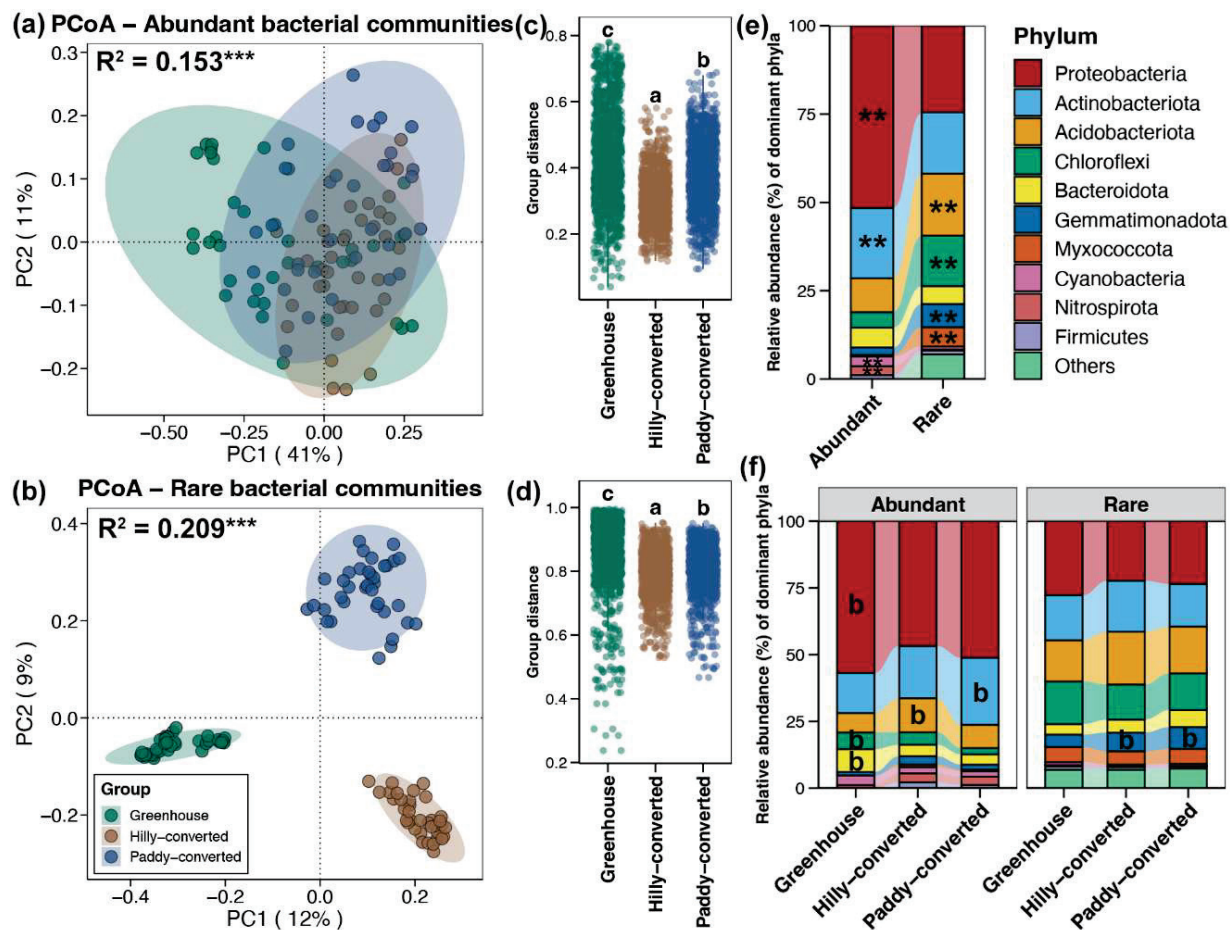 (a) PCoA – Abundant bacterial communities
R² = 0.153***
0.3
0.2
0.1
0.0
−0.1
−0.2
PC2 ( 11% )
−0.50
−0.25
0.00
0.25
PC1 ( 41% )
(b) PCoA – Rare bacterial communities
R² = 0.209***
0.4
0.2
0.0
−0.2
PC2 ( 9% )
Group
Greenhouse
Hilly−converted
Paddy−converted
−0.4
−0.2
0.0
0.2
PC1 ( 12% )
(c)
0.8
0.6
0.4
0.2
Group distance
c
a
b
Greenhouse
Hilly−converted
Paddy−converted
(d)
1.0
0.8
0.6
0.4
0.2
Group distance
c
a
b
Greenhouse
Hilly−converted
Paddy−converted
(e)
100
75
50
25
0
Relative abundance (%) of dominant phyla
**
**
**
**
**
**
**
**
Abundant
Rare
Phylum
Proteobacteria
Actinobacteriota
Acidobacteriota
Chloroflexi
Bacteroidota
Gemmatimonadota
Myxococcota
Cyanobacteria
Nitrospirota
Firmicutes
Others
(f)
Abundant
Rare
100
75
50
25
0
Relative abundance (%) of dominant phyla
b
b
b
b
b
b
b
Greenhouse
Hilly−converted
Paddy−converted
Greenhouse
Hilly−converted
Paddy−converted